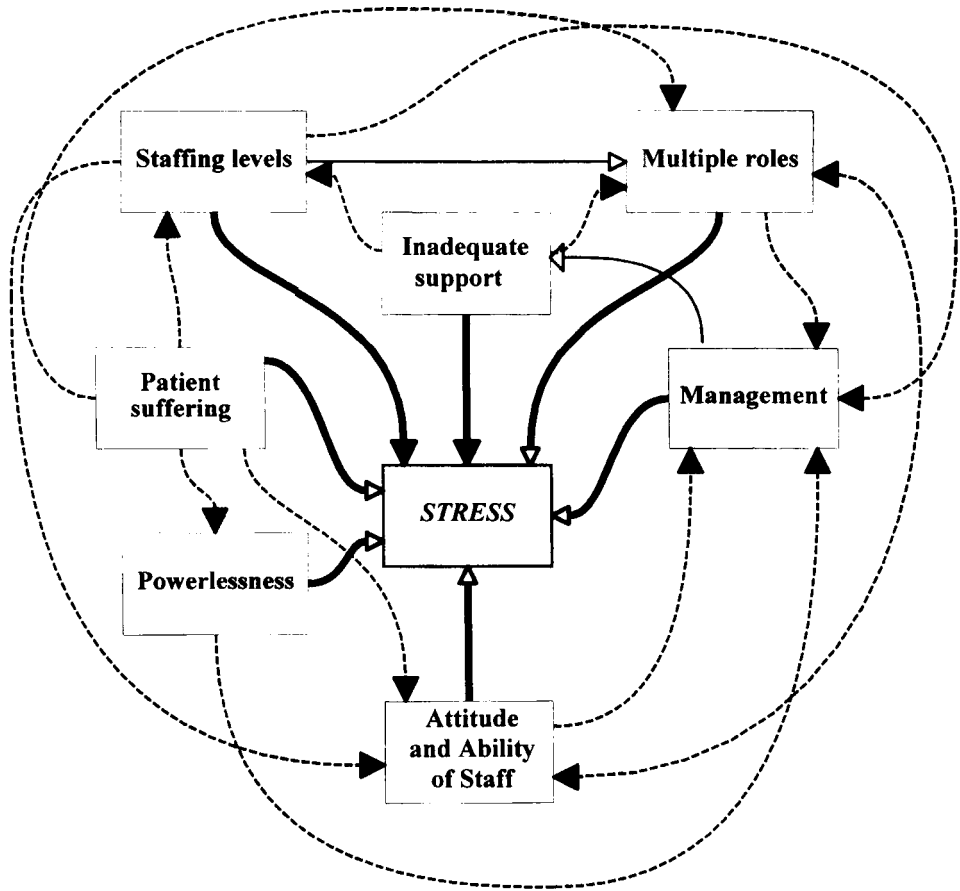 Staffing levels
Multiple roles
Inadequate
support
Patient
suffering
Management
STRESS
Powerlessness
Attitude
and Ability
of Staff